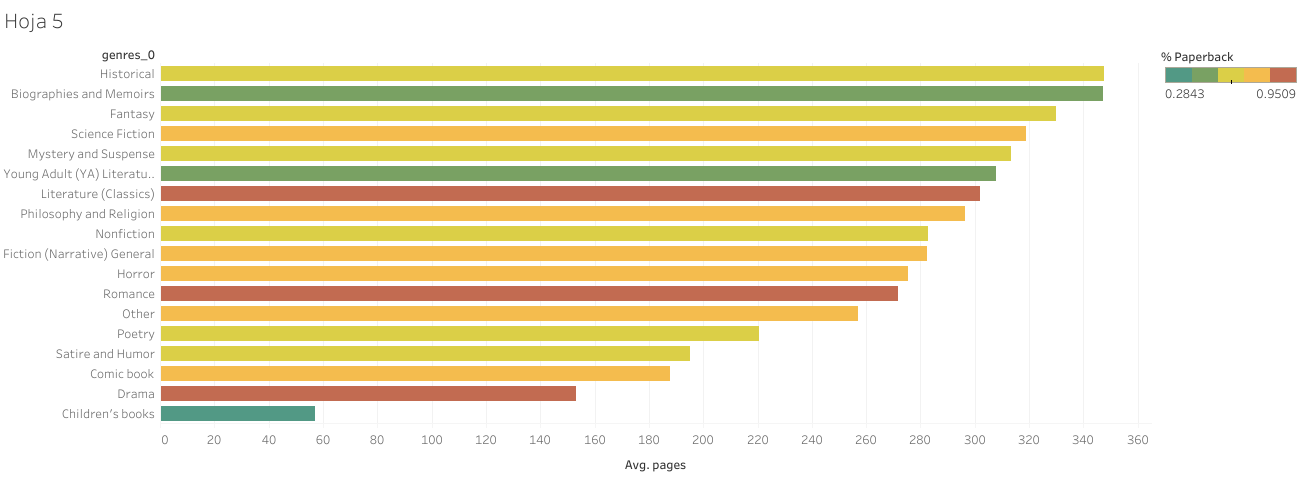 Hoja 5
genres_0
Historical
Biographies and Memoirs
Fantasy
Science Fiction
Mystery and Suspense
Young Adult (YA) Literatu..
Literature (Classics)
Philosophy and Religion
Nonfiction
Fiction (Narrative) General
Horror
Romance
Other
Poetry
Satire and Humor
Comic book
Drama
Children's books
0 20 40 60 80 100 120 140 160 180 200 220 240 260 280 300 320 340 360
Avg. pages
% Paperback
0.2843 0.9509